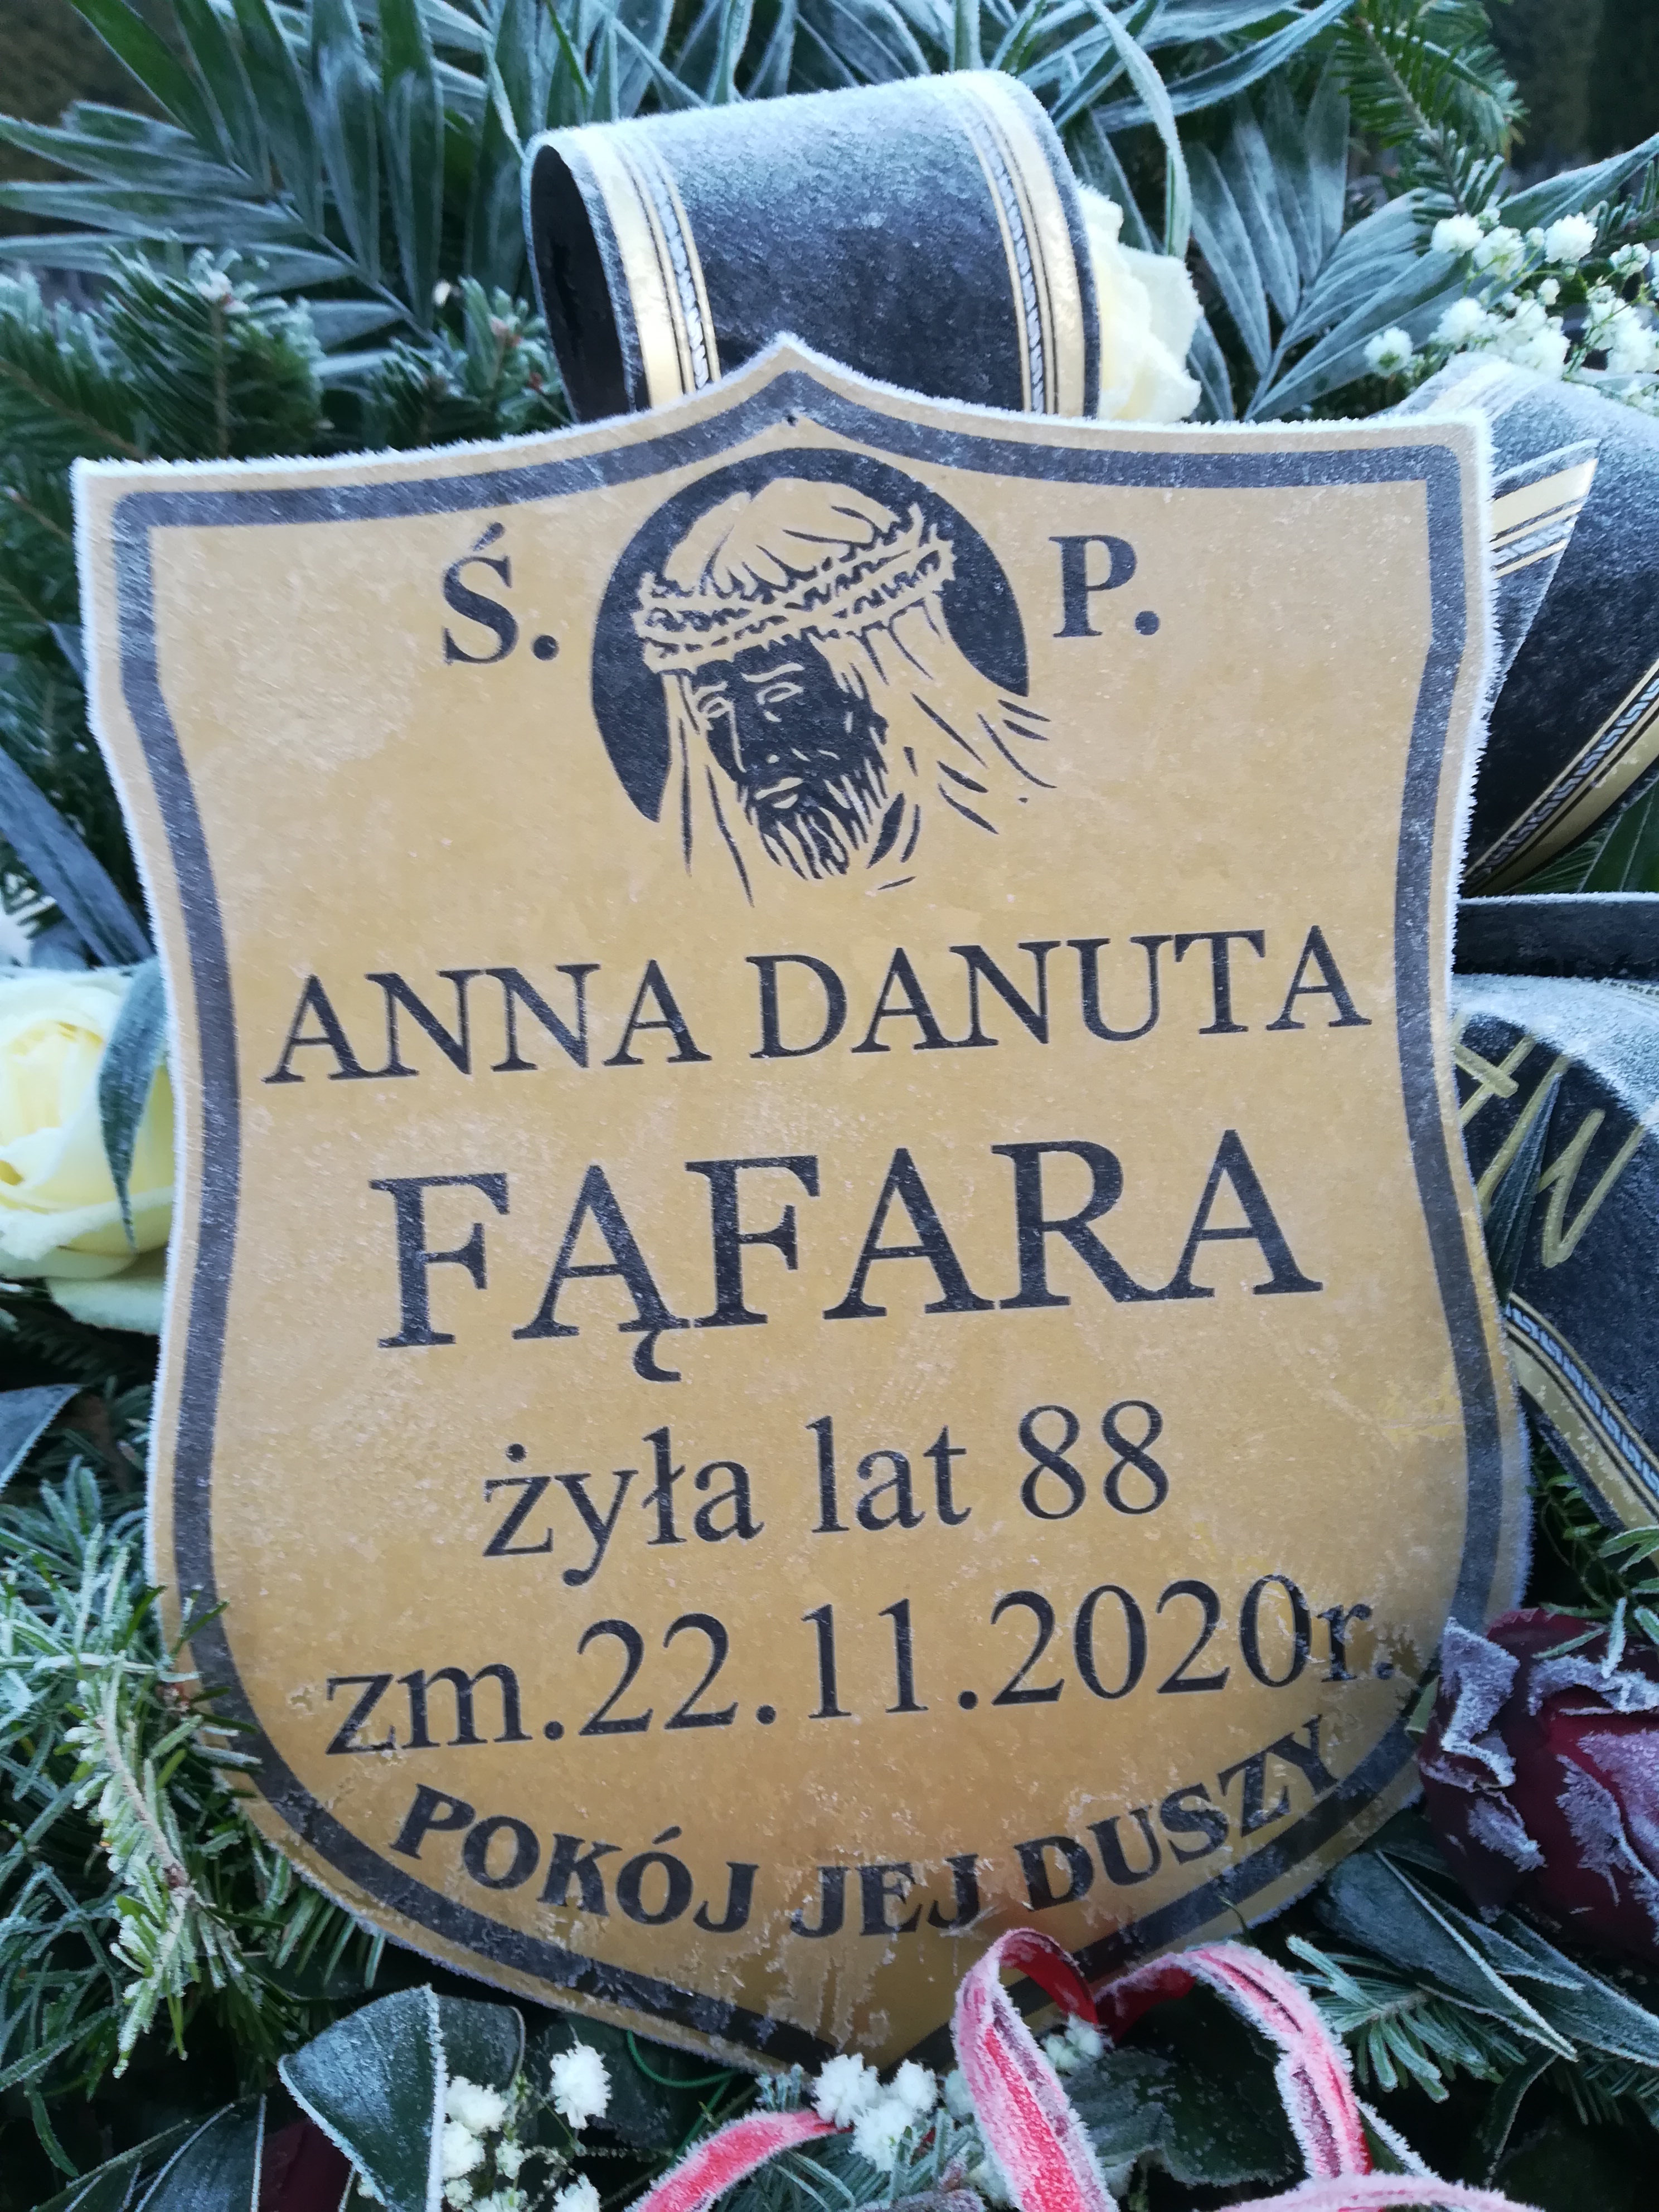 Ś. P.
ANNA DANUTA
FĄFARA
żyła lat 88
zm.22.11.2020r.
POKÓJ JEJ DUSZY